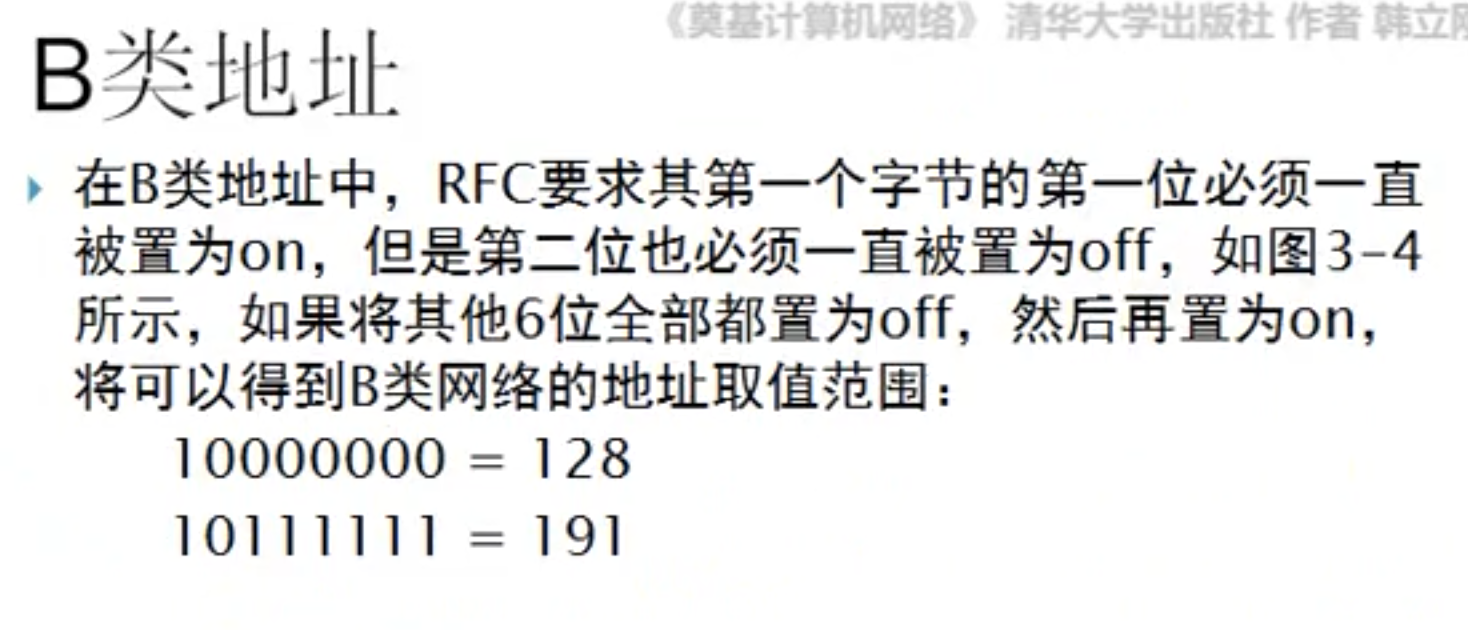 《奠基计算机网络》 清华大学出版社 作者 韩立刚
B类地址
在B类地址中，RFC要求其第一个字节的第一位必须一直
被置为on，但是第二位也必须一直被置为off，如图3-4
所示，如果将其他6位全部都置为off，然后再置为on，
将可以得到B类网络的地址取值范围：
10000000 = 128
10111111 = 191